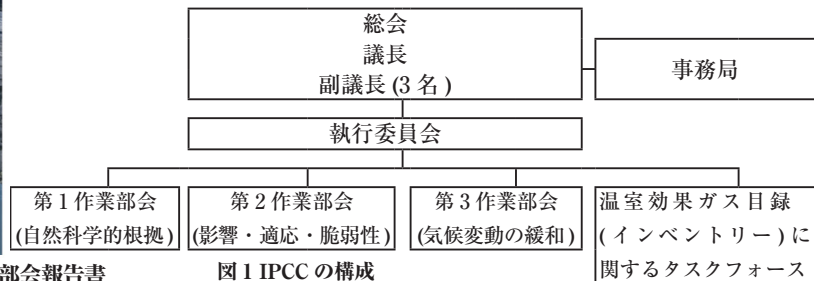 総会
議長
副議長 (3 名 )
事務局
執行委員会
第 1 作業部会
(自然科学的根拠)
第 2 作業部会
(影響・適応・脆弱性)
第 3 作業部会
(気候変動の緩和)
温室効果ガス目録
( インベントリー ) に
関するタスクフォース
部会報告書
図 1 IPCC の構成